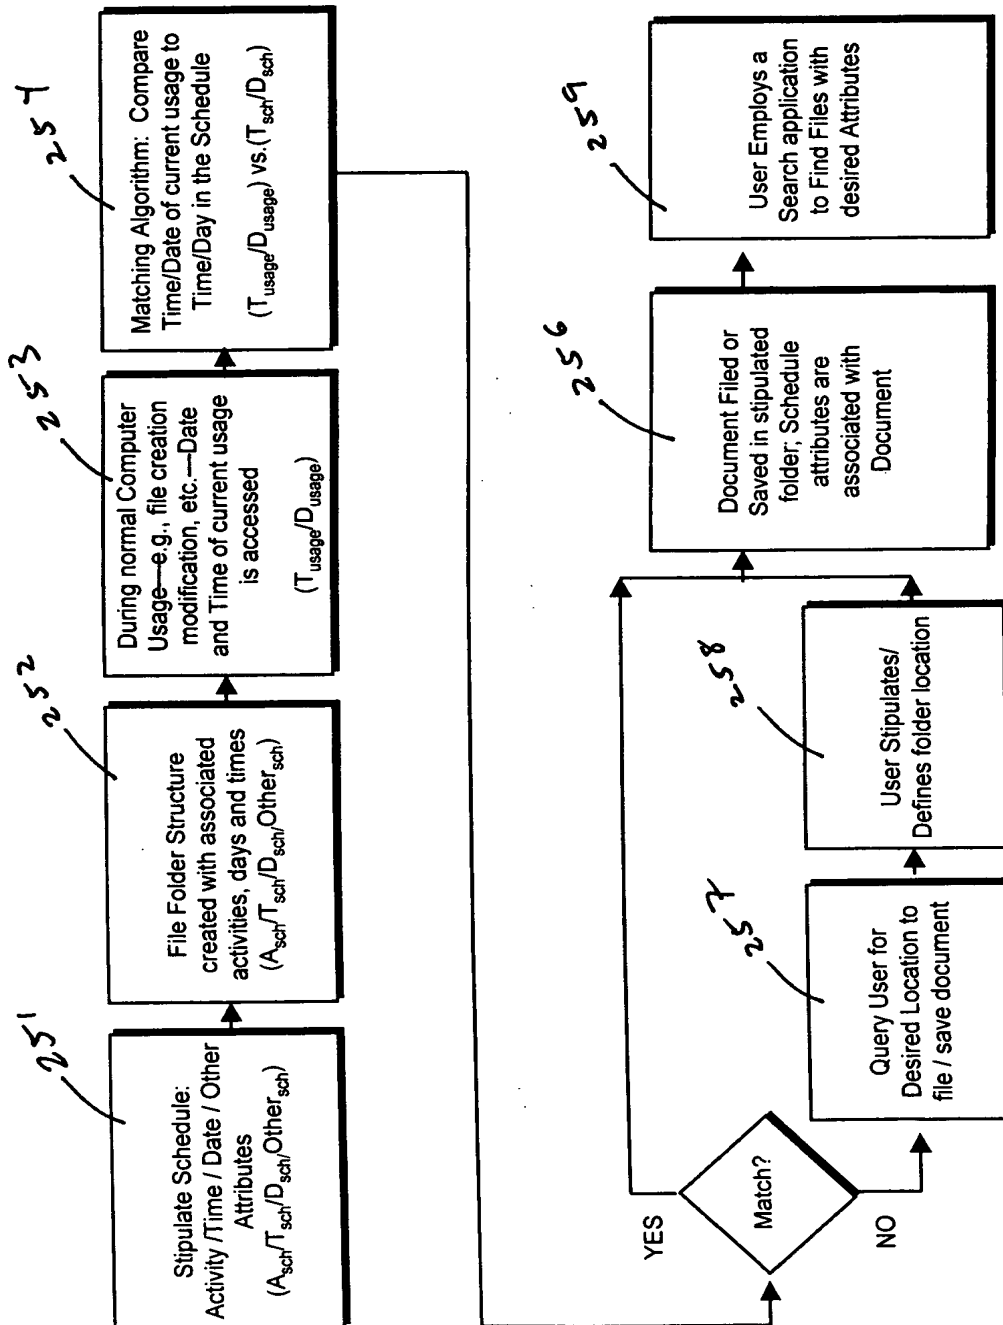 251
Stipulate Schedule:
Activity /Time / Date / Other
Attributes
(Asch/Tsch/Dsch/Othersch)
252
File Folder Structure
created with associated
activities, days and times
(Asch/Tsch/Dsch/Othersch)
253
During normal Computer
Usage—e.g., file creation
modification, etc.—Date
and Time of current usage
is accessed
(Tusage/Dusage)
254
Matching Algorithm: Compare
Time/Date of current usage to
Time/Day in the Schedule
(Tusage/Dusage) vs.(Tsch/Dsch)
Match?
YES
NO
257
Query User for
Desired Location to
file / save document
258
User Stipulates/
Defines folder location
256
Document Filed or
Saved in stipulated
folder; Schedule
attributes are
associated with
Document
259
User Employs a
Search application
to Find Files with
desired Attributes